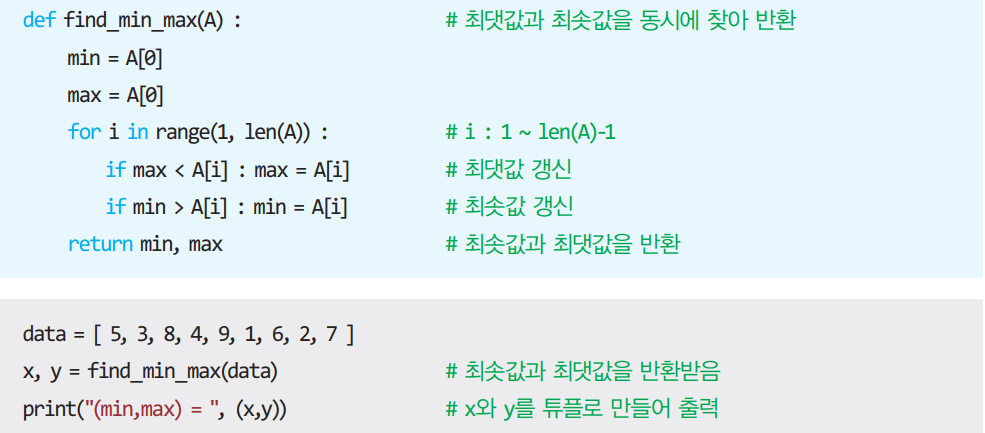 def find_min_max(A) : # 최댓값과 최솟값을 동시에 찾아 반환
min = A[0]
max = A[0]
for i in range(1, len(A)) : # i : 1 ~ len(A)-1
if max < A[i] : max = A[i] # 최댓값 갱신
if min > A[i] : min = A[i] # 최솟값 갱신
return min, max # 최솟값과 최댓값을 반환
data = [ 5, 3, 8, 4, 9, 1, 6, 2, 7 ]
x, y = find_min_max(data) # 최솟값과 최댓값을 반환받음
print("(min,max) = ", (x,y)) # x와 y를 튜플로 만들어 출력